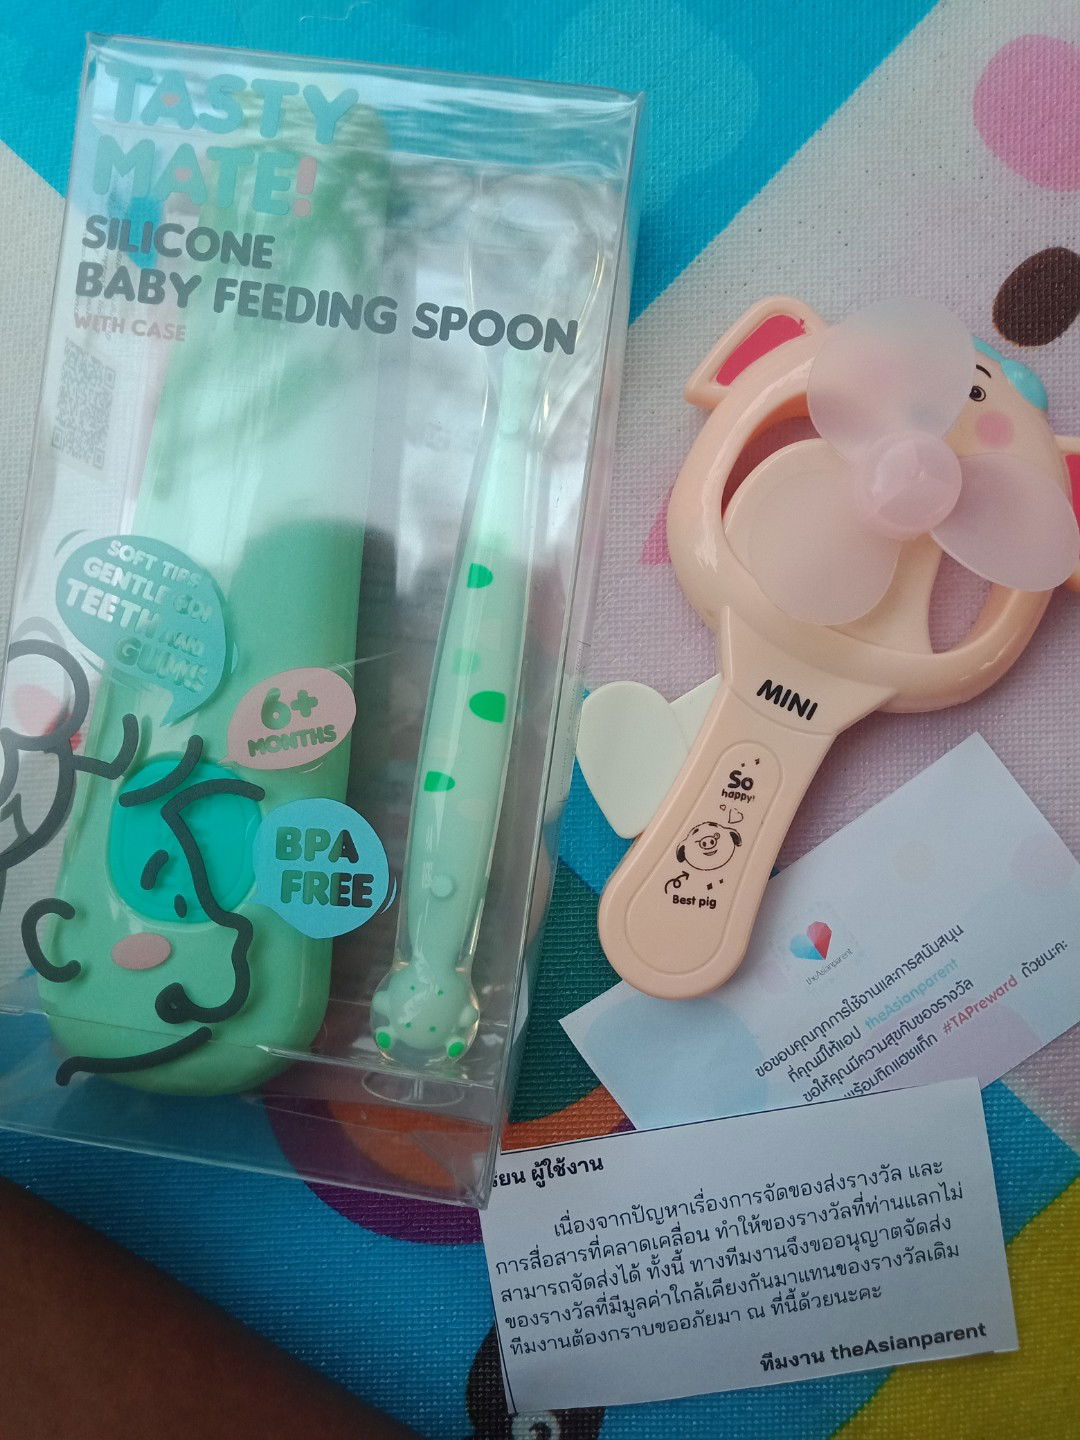 TASTY
MATE!
SILICONE
BABY FEEDING SPOON
WITH CASE
SOFT TIPS
GENTLE FOR
TEETH AND
GUMS
6+
MONTHS
BPA
FREE
MINI
So
happy!
Best pig
theAsianparent
ขอขอบคุณทุกการใช้งานและการสนับสนุน
ที่คุณมีให้แอป theAsianparent
ขอให้คุณมีความสุขกับของรางวัล
พร้อมติดแฮชแท็ก #TAPreward ด้วยนะคะ
เรียน ผู้ใช้งาน
เนื่องจากปัญหาเรื่องการจัดของส่งรางวัล และ
การสื่อสารที่คลาดเคลื่อน ทำให้ของรางวัลที่ท่านแลกไม่
สามารถจัดส่งได้ ทั้งนี้ ทางทีมงานจึงขออนุญาตจัดส่ง
ของรางวัลที่มีมูลค่าใกล้เคียงกันมาแทนของรางวัลเดิม
ทีมงานต้องกราบขออภัยมา ณ ที่นี้ด้วยนะคะ
ทีมงาน theAsianparent